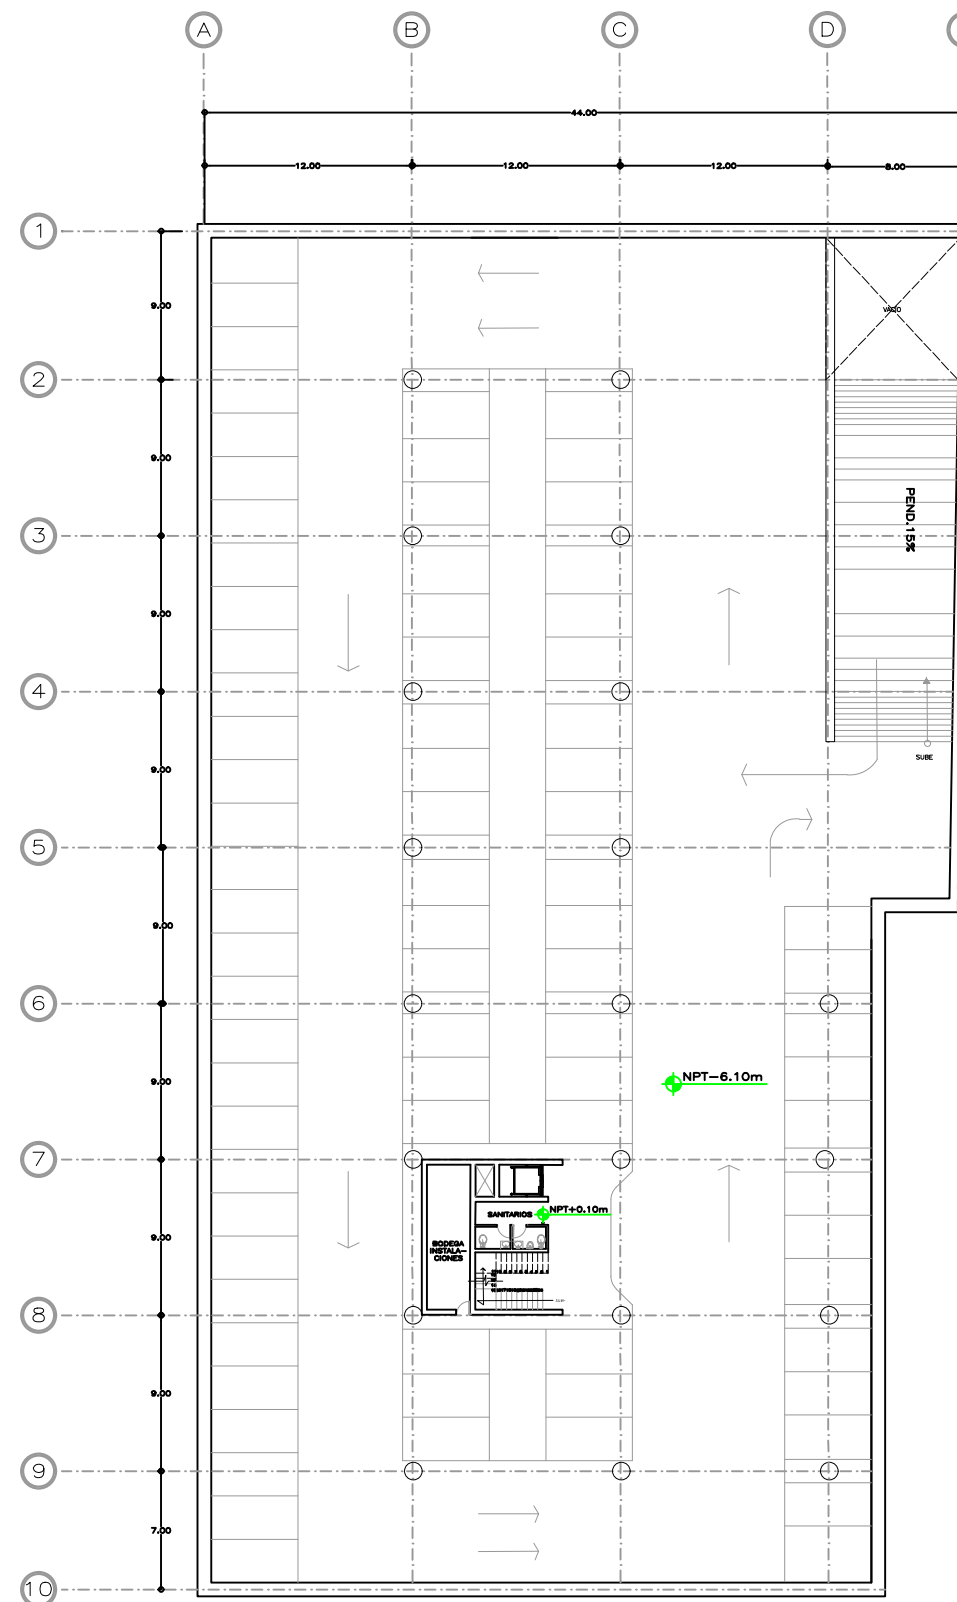 A B C D
44.00
12.00 12.00 12.00 8.00
1
9.00
VACIO
2
9.00
PEND.15%
3
9.00
4
9.00
SUBE
5
9.00
6
9.00
NPT-6.10m
7
9.00
SANITARIOS
NPT+0.10m
BODEGA
INSTALA-
CIONES
8
9.00
9
7.00
10